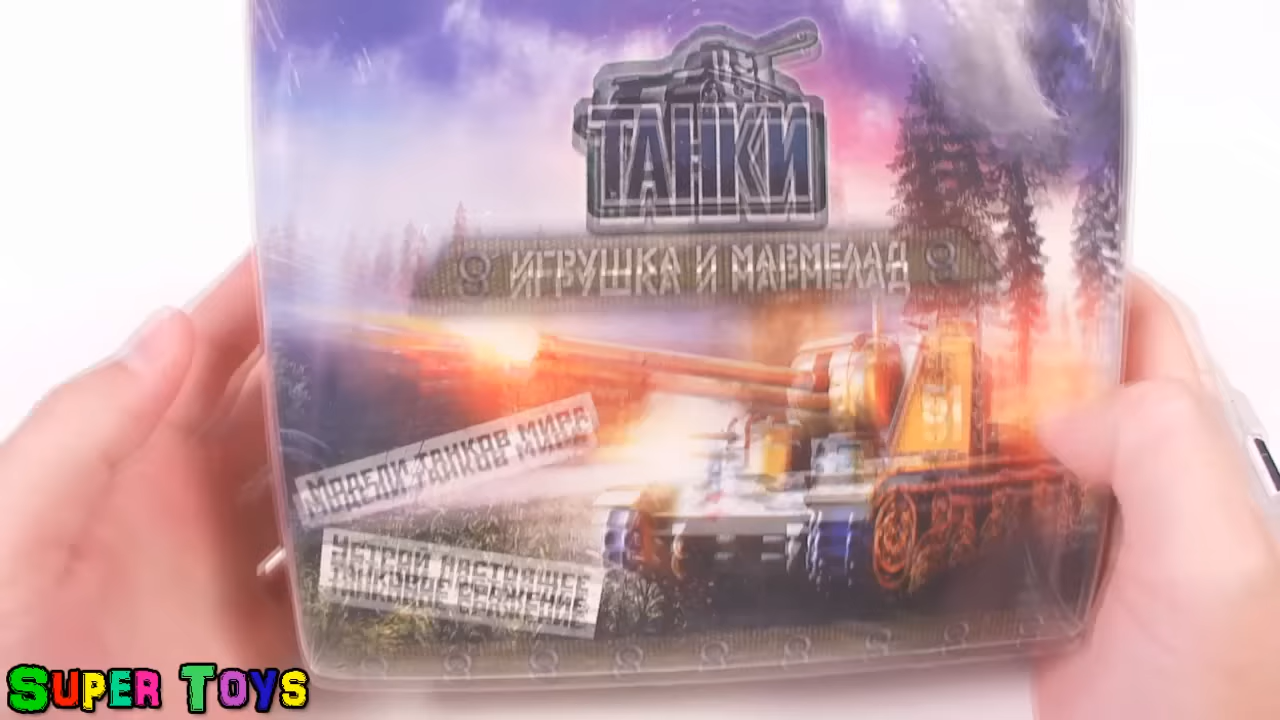 ТАНКИ
ИГРУШКА И МАРМЕЛАД
МОДЕЛИ ТАНКОВ МИРА
УСТРОЙ НАСТОЯЩЕЕ
ТАНКОВОЕ СРАЖЕНИЕ
SUPER TOYS